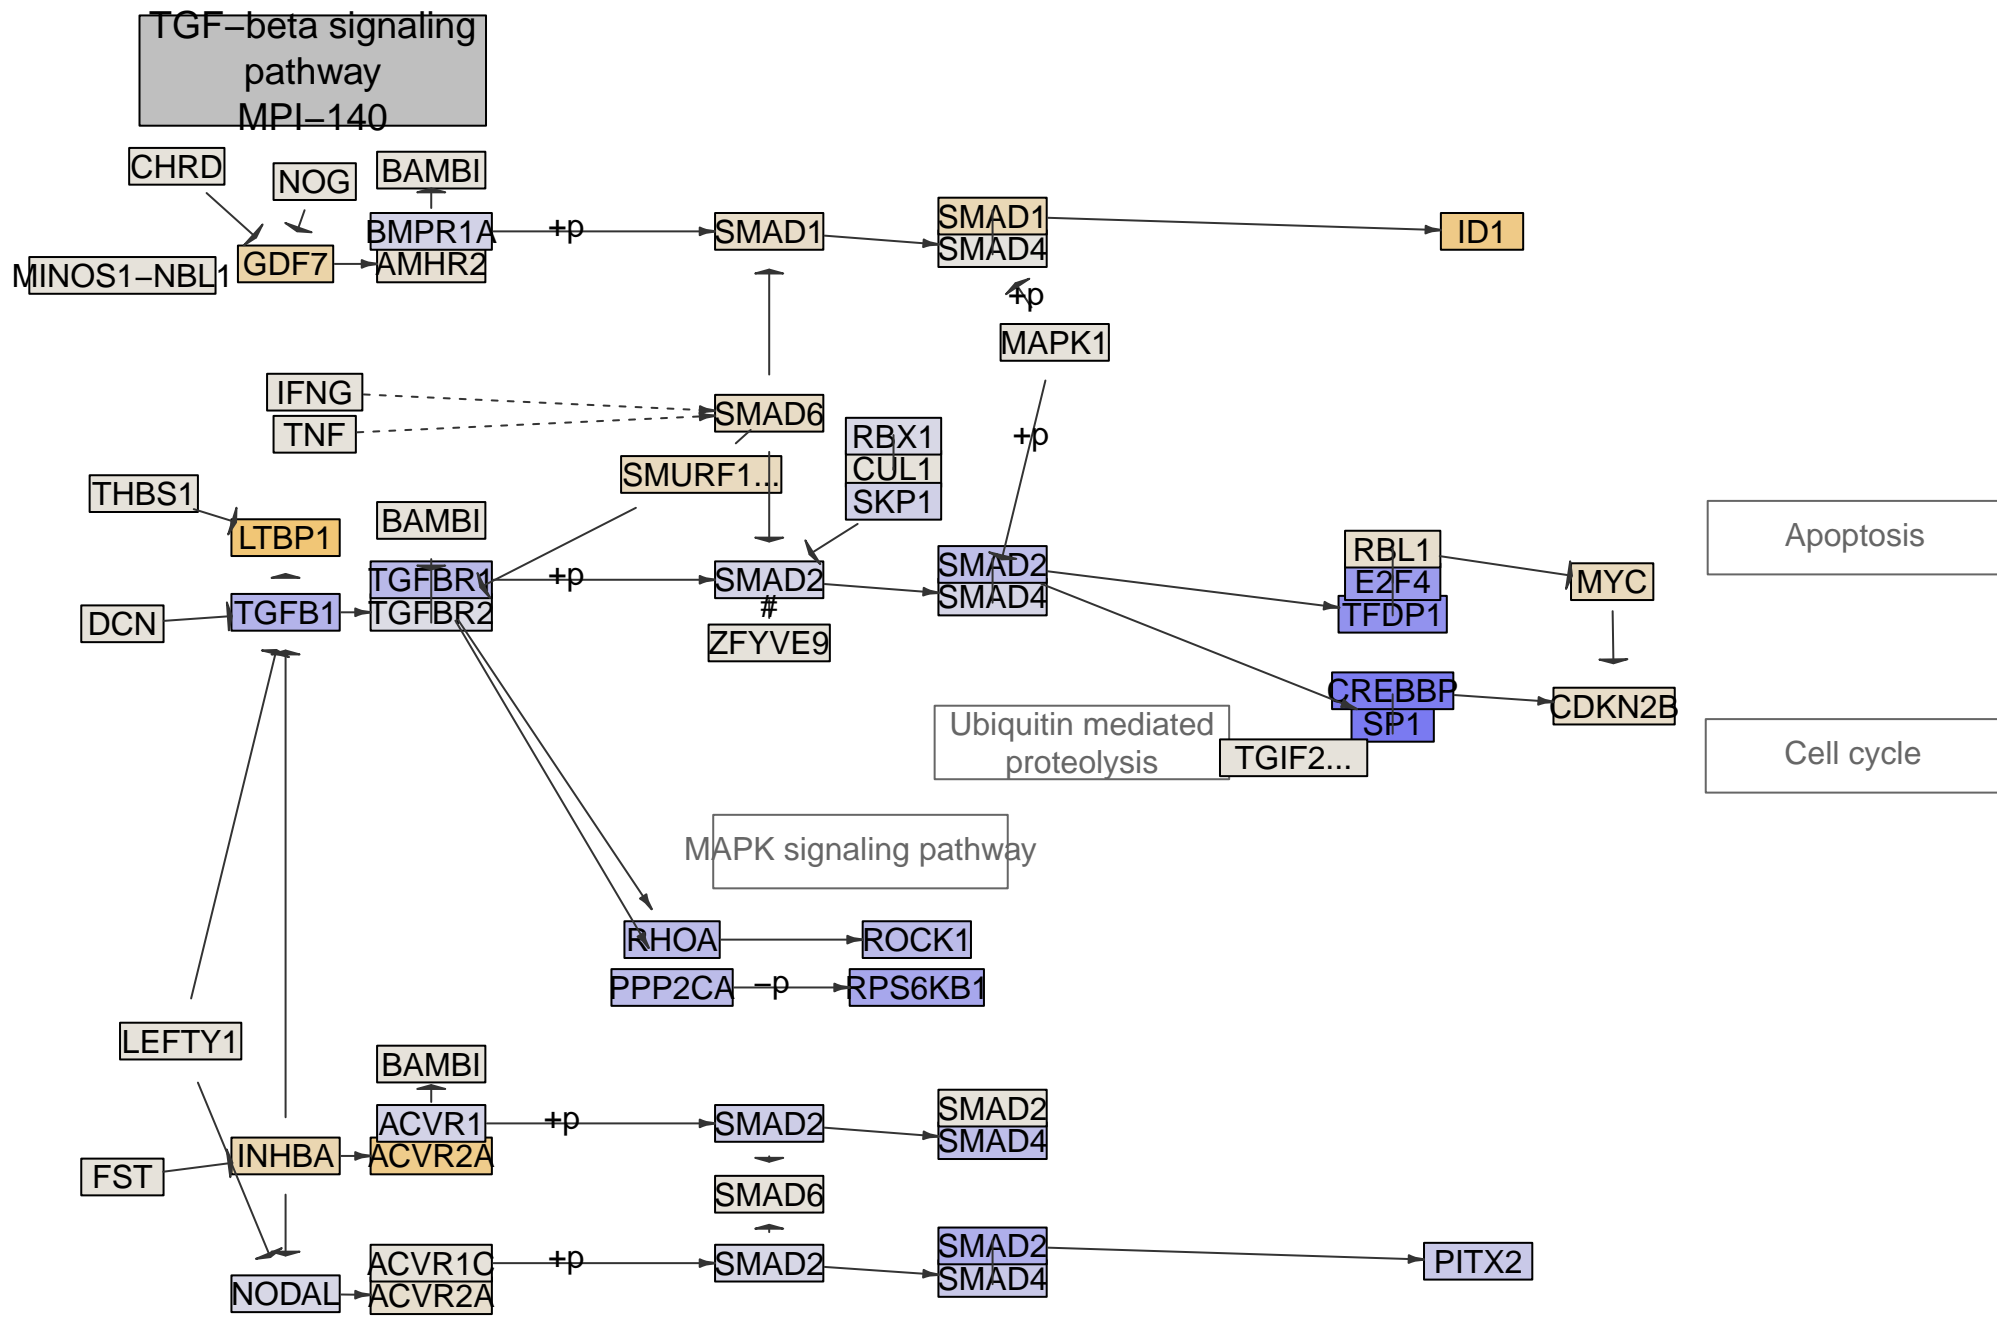 TGF−beta signaling
pathway
MPI−140
CHRD
NOG
BAMBI
BMPR1A
+p
SMAD1
SMAD1
SMAD4
ID1
MINOS1−NBL1
GDF7
AMHR2
+p
MAPK1
IFNG
TNF
SMAD6
RBX1
CUL1
SKP1
+p
SMURF1...
THBS1
LTBP1
BAMBI
TGFBR1
TGFBR2
+p
SMAD2
#
ZFYVE9
SMAD2
SMAD4
RBL1
E2F4
TFDP1
MYC
Apoptosis
DCN
TGFB1
CREBBP
SP1
CDKN2B
Ubiquitin mediated
proteolysis
TGIF2...
Cell cycle
MAPK signaling pathway
RHOA
ROCK1
PPP2CA
−p
RPS6KB1
LEFTY1
BAMBI
ACVR1
+p
SMAD2
SMAD2
SMAD4
INHBA
ACVR2A
FST
SMAD6
ACVR1C
+p
SMAD2
SMAD2
SMAD4
PITX2
NODAL
ACVR2A